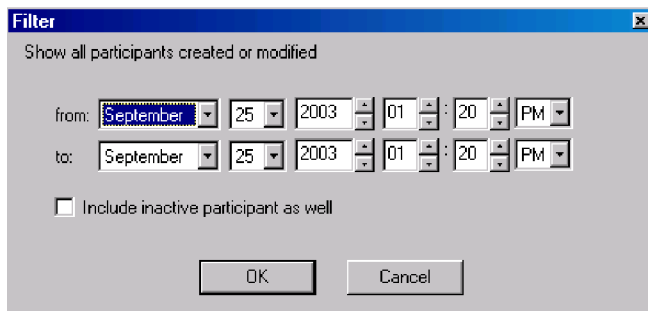 Filter
Show all participants created or modified
from: September 25 2003 01 : 20 PM
to: September 25 2003 01 : 20 PM
Include inactive participant as well
OK Cancel